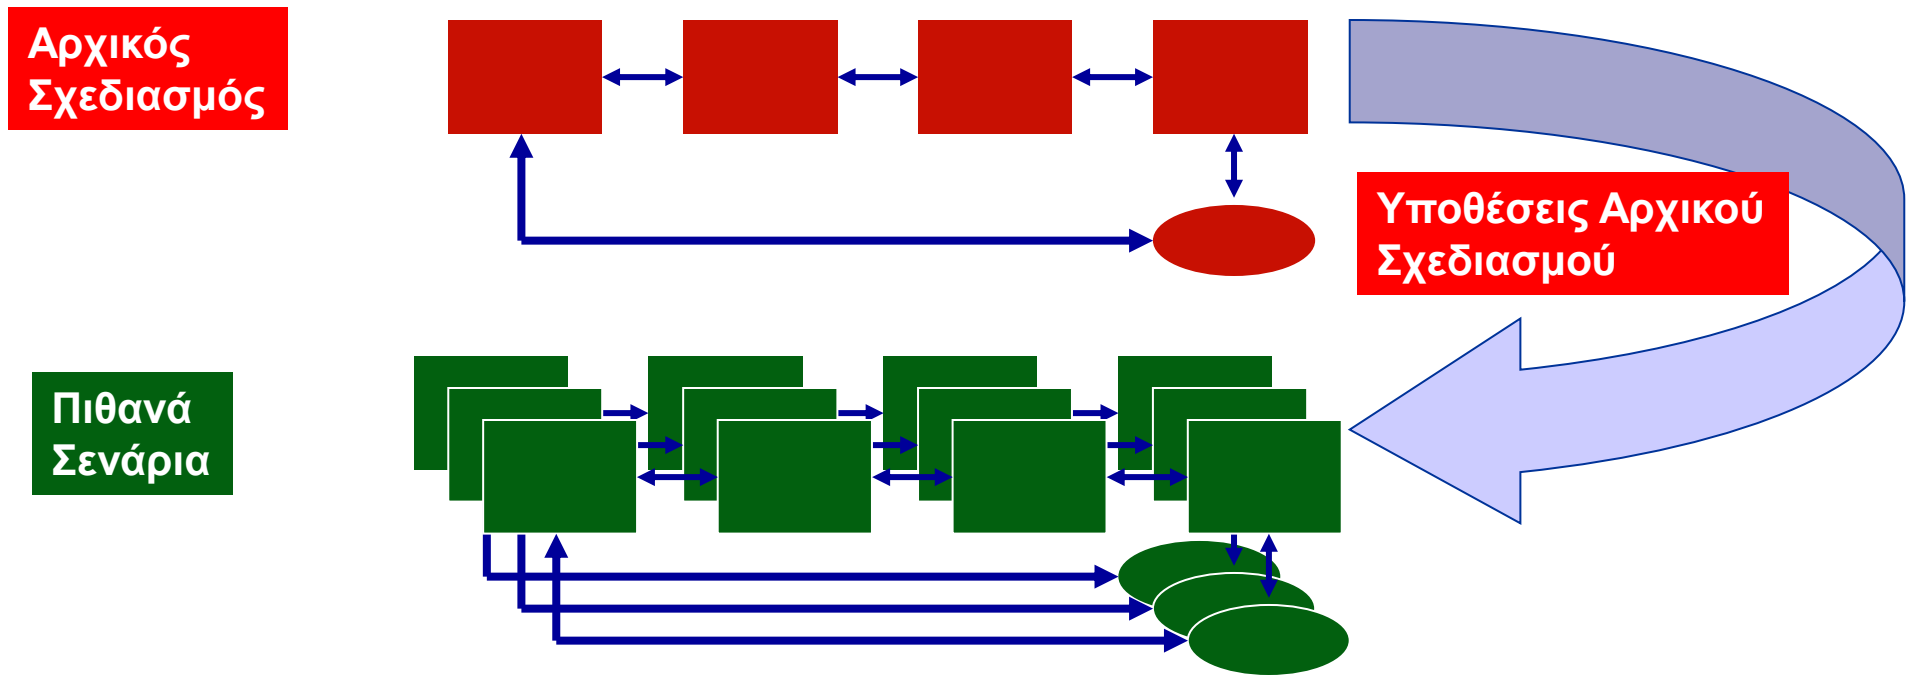 Αρχικός
Σχεδιασμός
Υποθέσεις Αρχικού
Σχεδιασμού
Πιθανά
Σενάρια